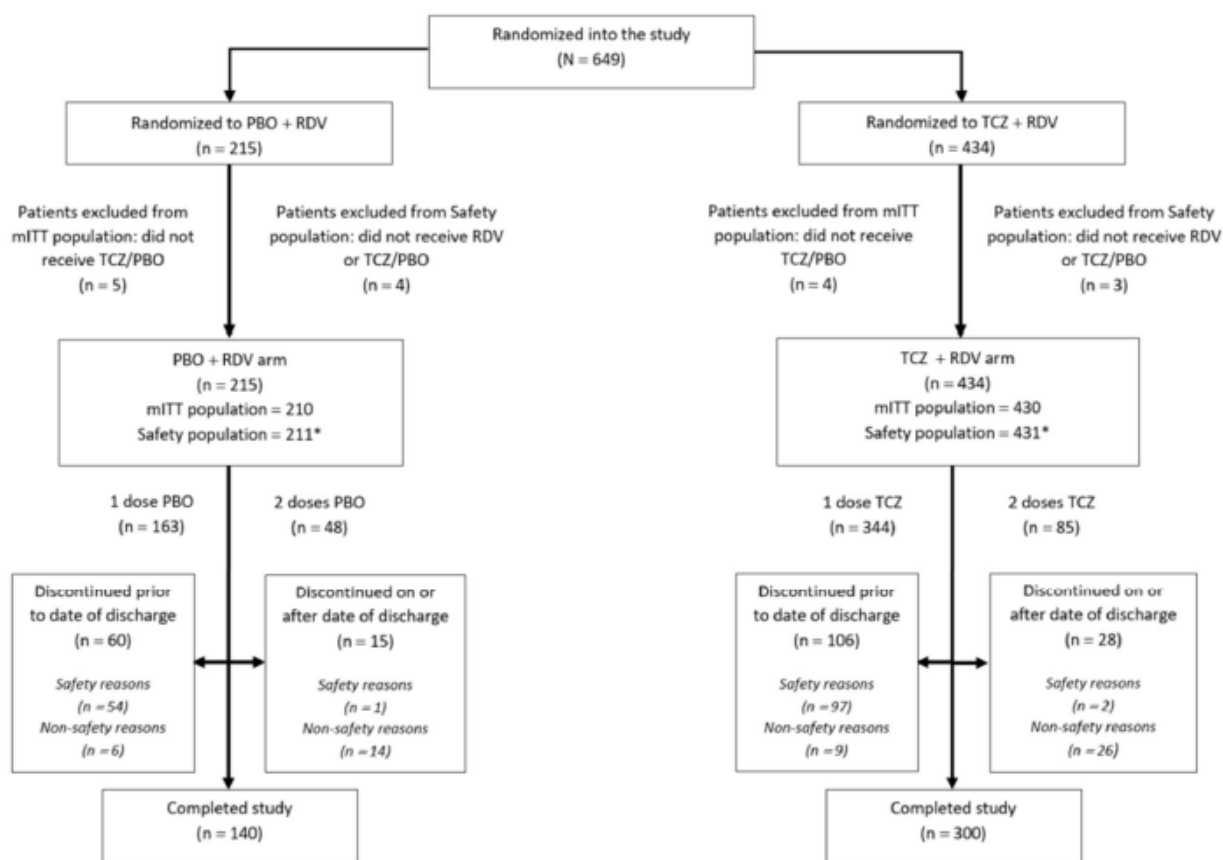 Randomized into the study
(N = 649)
Randomized to PBO + RDV
(n = 215)
Randomized to TCZ + RDV
(n = 434)
Patients excluded from
mITT population: did not
receive TCZ/PBO
(n = 5)
Patients excluded from Safety
population: did not receive RDV
or TCZ/PBO
(n = 4)
Patients excluded from mITT
population: did not receive
TCZ/PBO
(n = 4)
Patients excluded from Safety
population: did not receive RDV
or TCZ/PBO
(n = 3)
PBO + RDV arm
(n = 215)
mITT population = 210
Safety population = 211*
TCZ + RDV arm
(n = 434)
mITT population = 430
Safety population = 431*
1 dose PBO
(n = 163)
2 doses PBO
(n = 48)
1 dose TCZ
(n = 344)
2 doses TCZ
(n = 85)
Discontinued prior
to date of discharge
(n = 60)
Safety reasons
(n = 54)
Non-safety reasons
(n = 6)
Discontinued on or
after date of discharge
(n = 15)
Safety reasons
(n = 1)
Non-safety reasons
(n = 14)
Discontinued prior
to date of discharge
(n = 106)
Safety reasons
(n = 97)
Non-safety reasons
(n = 9)
Discontinued on or
after date of discharge
(n = 28)
Safety reasons
(n = 2)
Non-safety reasons
(n = 26)
Completed study
(n = 140)
Completed study
(n = 300)